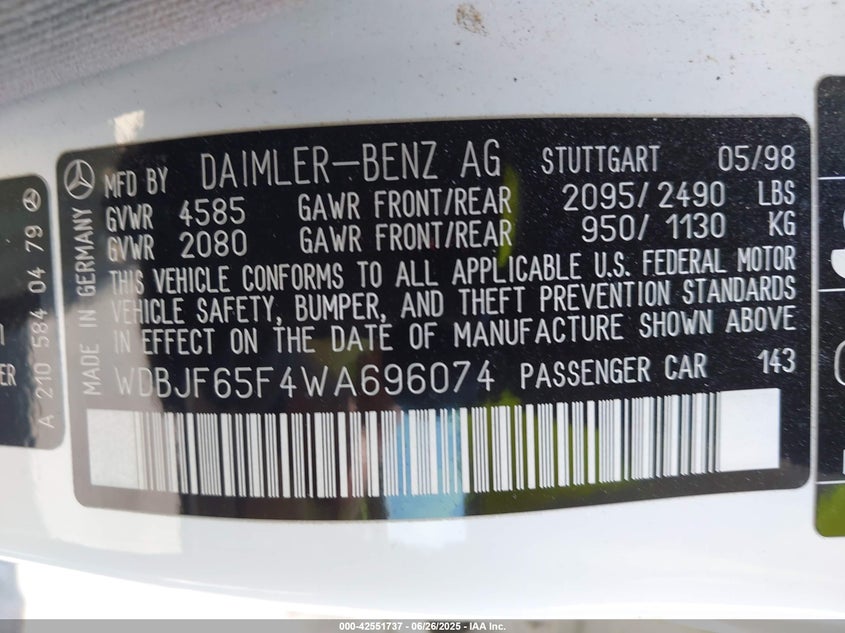 MFD BY DAIMLER-BENZ AG STUTTGART 05/98
GVWR 4585 GAWR FRONT/REAR 2095/2490 LBS
GVWR 2080 GAWR FRONT/REAR 950/1130 KG
THIS VEHICLE CONFORMS TO ALL APPLICABLE U.S. FEDERAL MOTOR
VEHICLE SAFETY, BUMPER, AND THEFT PREVENTION STANDARDS
IN EFFECT ON THE DATE OF MANUFACTURE SHOWN ABOVE
WDBJF65F4WA696074 PASSENGER CAR 143
MADE IN GERMANY
A 210 584 04 79
ER
000-42551737 - 06/26/2025 - IAA Inc.